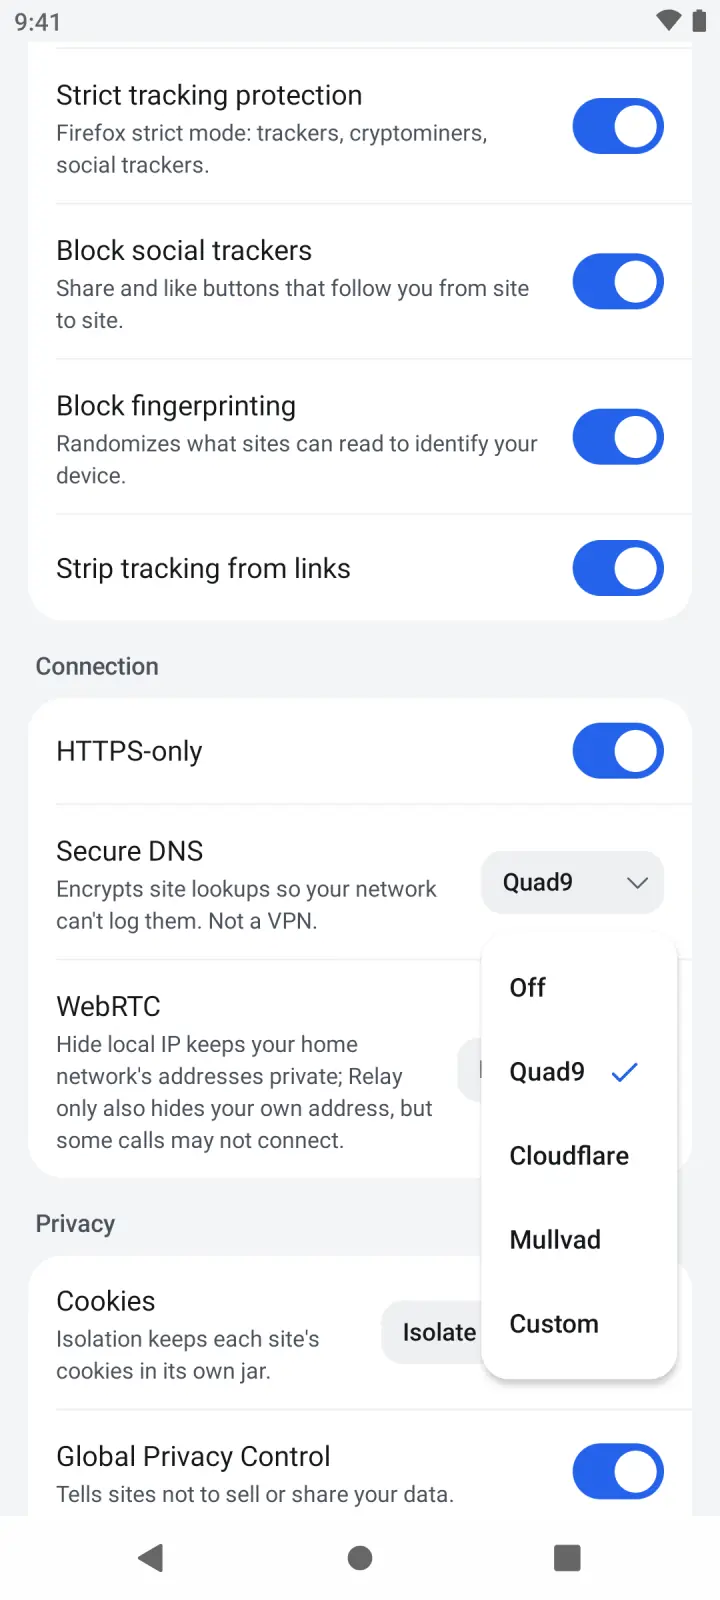 9:41
Strict tracking protection
Firefox strict mode: trackers, cryptominers,
social trackers.
Block social trackers
Share and like buttons that follow you from site
to site.
Block fingerprinting
Randomizes what sites can read to identify your
device.
Strip tracking from links
Connection
HTTPS-only
Secure DNS
Encrypts site lookups so your network
can't log them. Not a VPN.
Quad9
Off
Quad9
Cloudflare
Mullvad
Custom
WebRTC
Hide local IP keeps your home
network's addresses private; Relay
only also hides your own address, but
some calls may not connect.
Privacy
Cookies
Isolation keeps each site's
cookies in its own jar.
Isolate
Global Privacy Control
Tells sites not to sell or share your data.